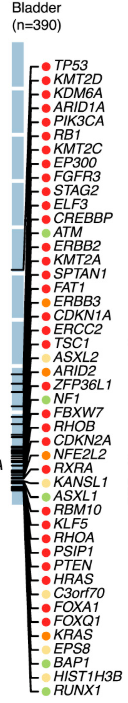 Bladder
(n=390)
TP53
KMT2D
KDM6A
ARID1A
PIK3CA
RB1
KMT2C
EP300
FGFR3
STAG2
ELF3
CREBBP
ATM
ERBB2
KMT2A
SPTAN1
FAT1
ERBB3
CDKN1A
ERCC2
TSC1
ASXL2
ARID2
ZFP36L1
NF1
FBXW7
RHOB
CDKN2A
NFE2L2
RXRA
KANSL1
ASXL1
RBM10
KLF5
RHOA
PSIP1
PTEN
HRAS
C3orf70
FOXA1
FOXQ1
KRAS
EPS8
BAP1
HIST1H3B
RUNX1